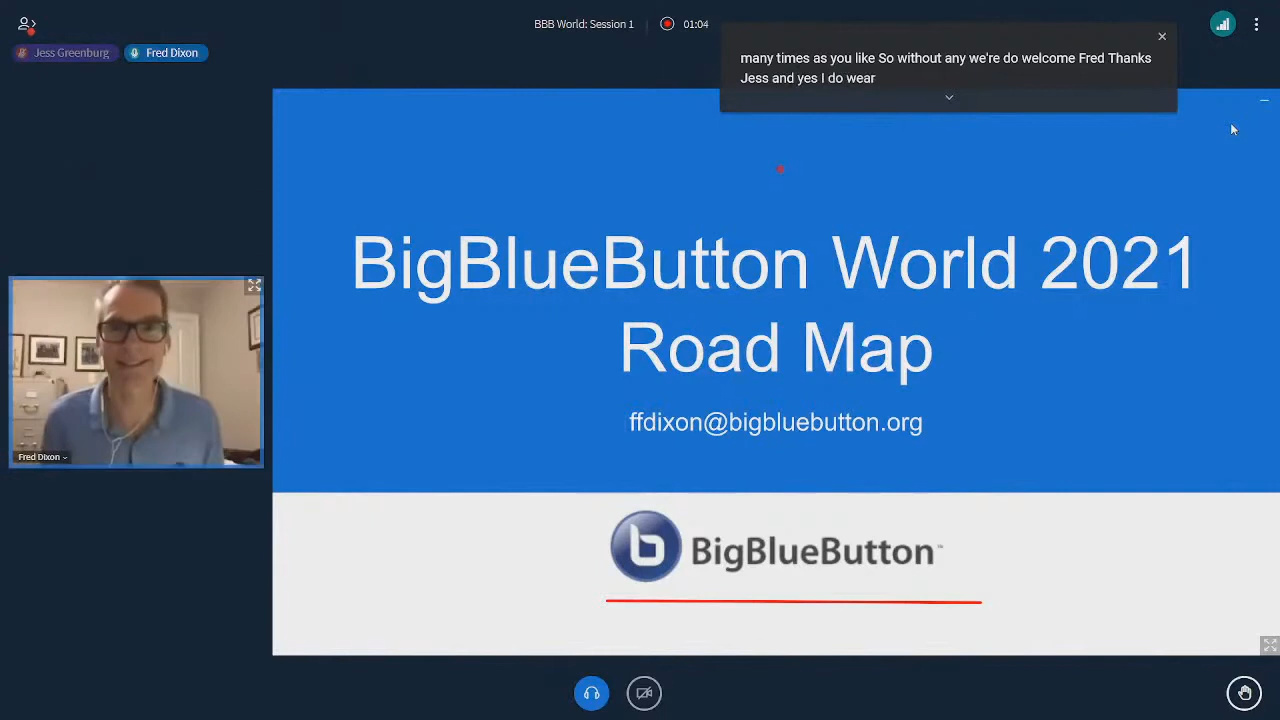 BBB World: Session 1
01:04
Jess Greenburg
Fred Dixon
many times as you like So without any we're do welcome Fred Thanks
Jess and yes I do wear
BigBlueButton World 2021
Road Map
ffdixon@bigbluebutton.org
Fred Dixon
b BigBlueButton™